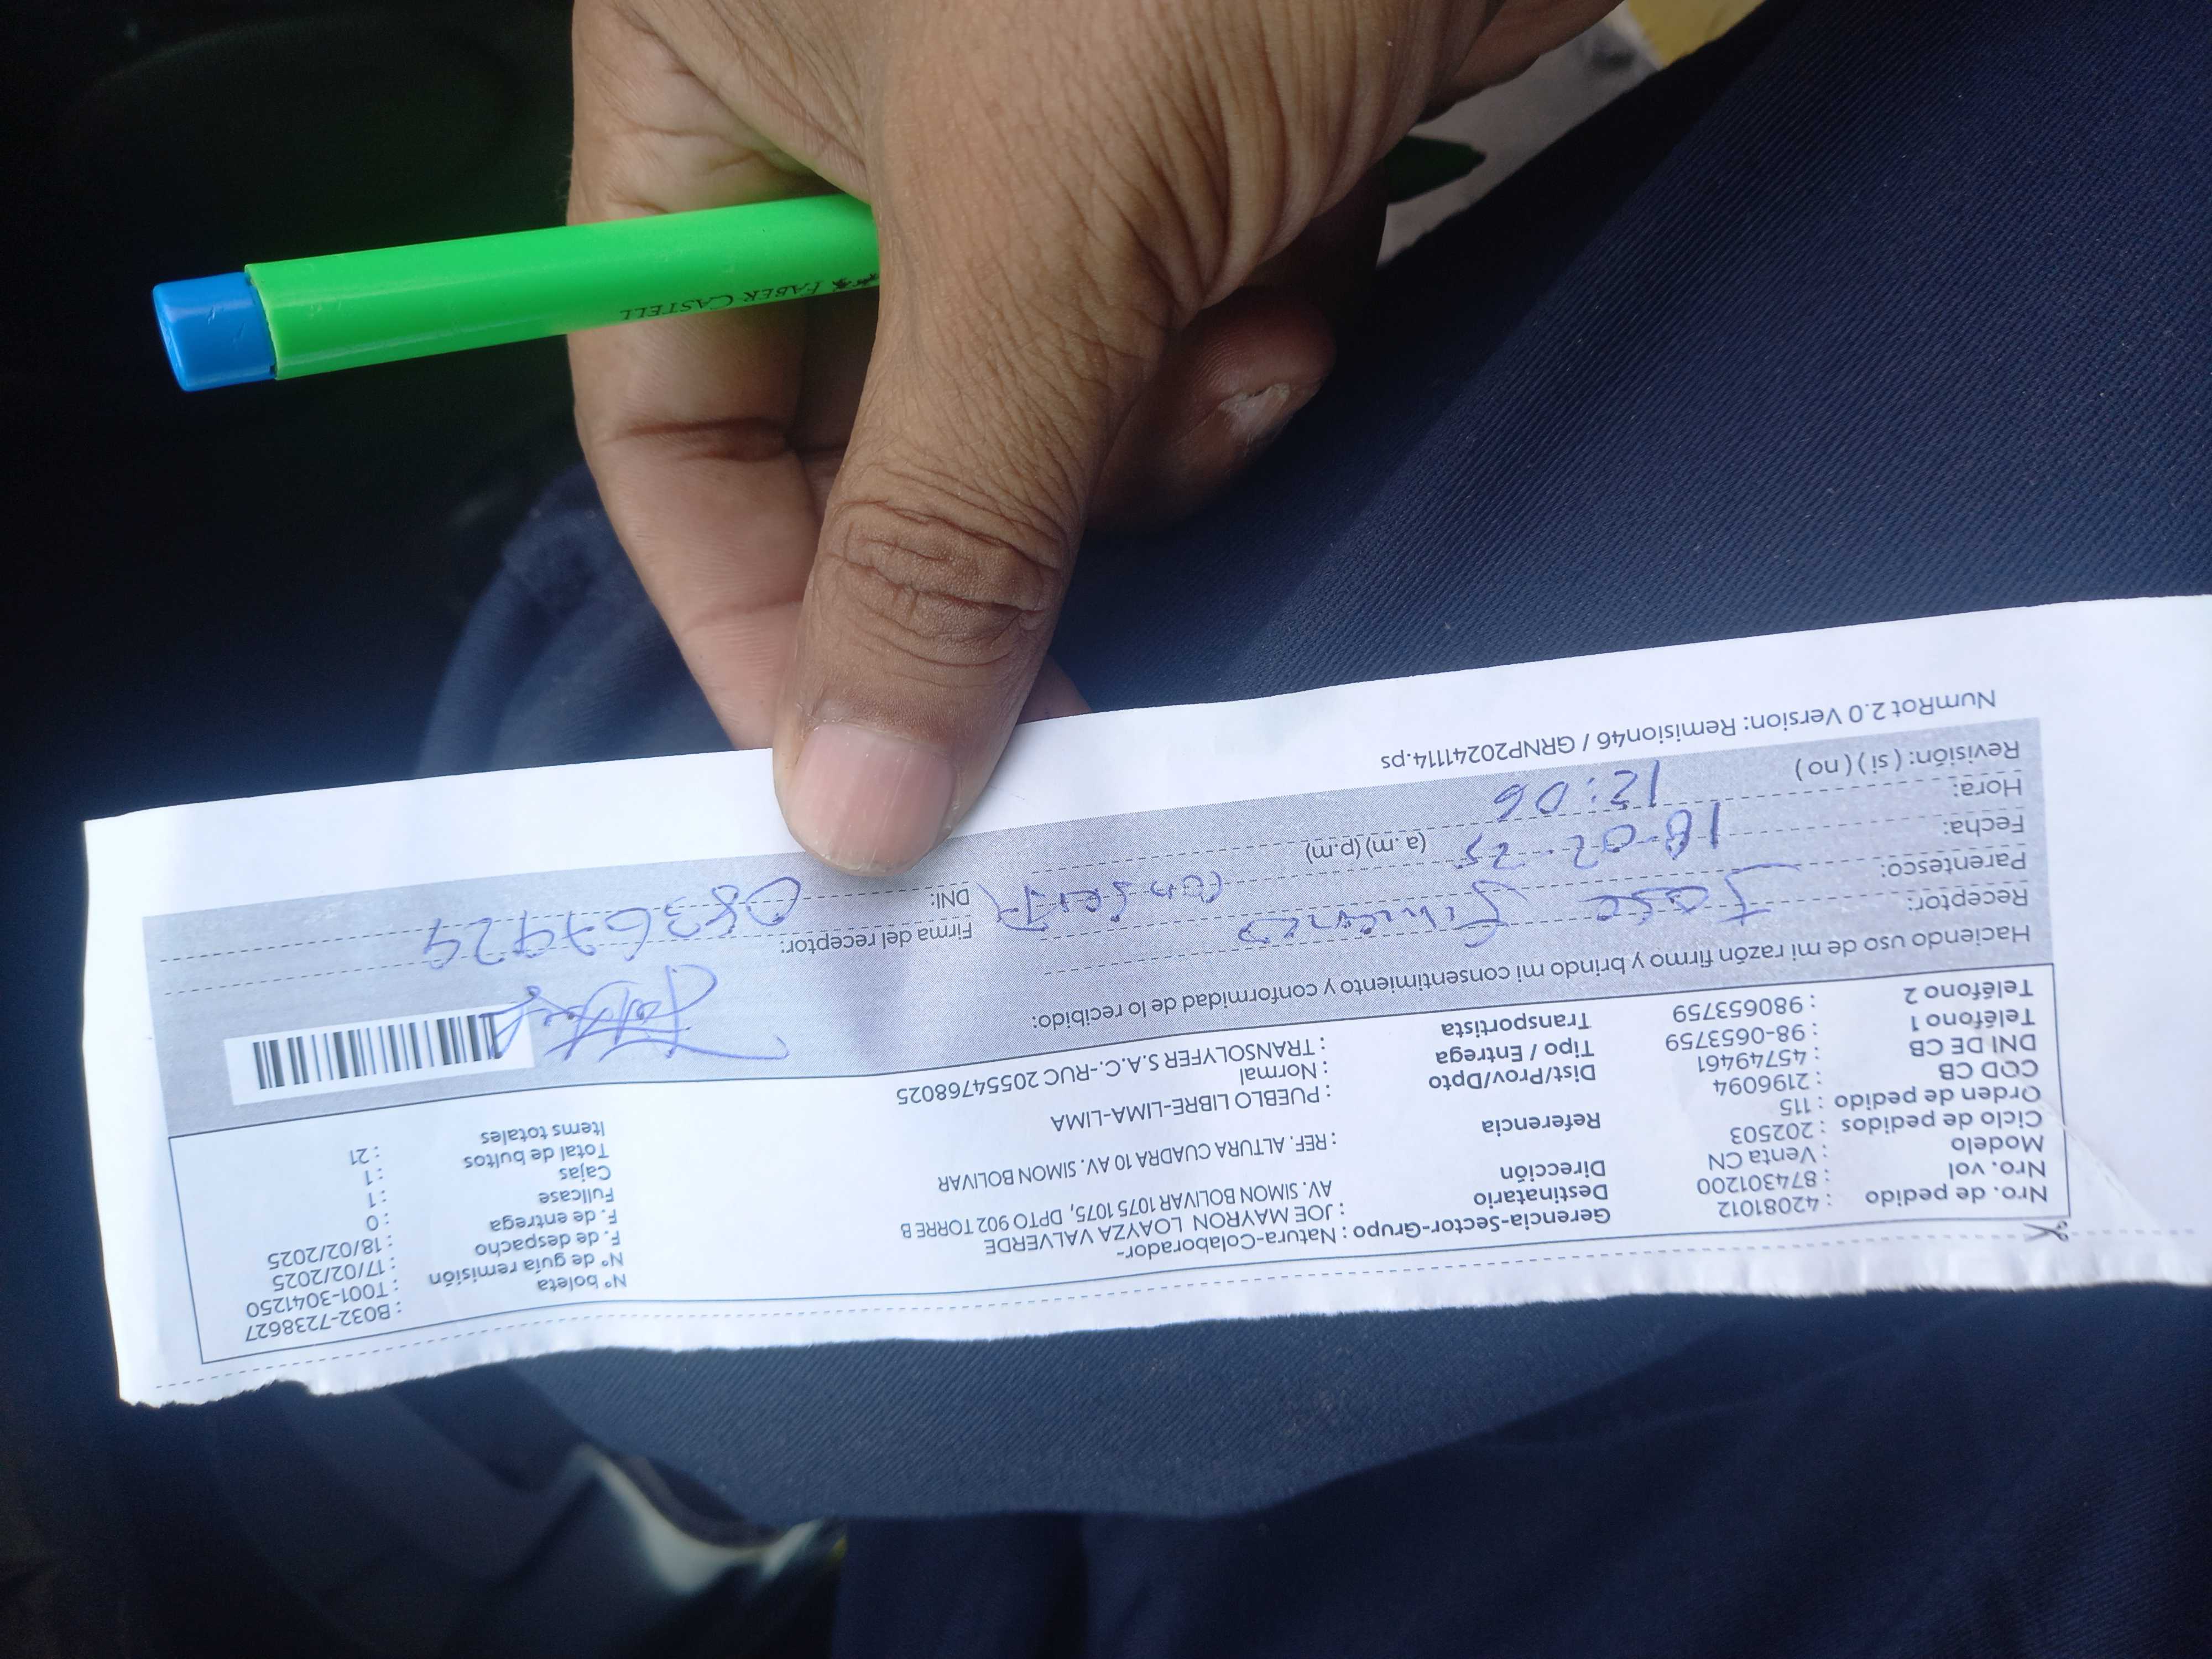 FABER CASTELL
Nro. de pedido : 42081012
Nro. vol : 874301200
Modelo : Venta CN
Ciclo de pedidos : 202503
Orden de pedido : 115
COD CB : 2196094
DNI DE CB : 45749461
Teléfono 1 : 98-0653759
Teléfono 2 : 980653759
Gerencia-Sector-Grupo : Natura-Colaborador-
Destinatario : JOE MAYRON LOAYZA VALVERDE
Dirección AV. SIMON BOLIVAR 1075 1075, DPTO 902 TORRE B
Referencia : REF. ALTURA CUADRA 10 AV. SIMON BOLIVAR
Dist/Prov/Dpto : PUEBLO LIBRE-LIMA-LIMA
Tipo / Entrega : Normal
Transportista : TRANSOLYFER S.A.C.-RUC 20554768025
N° boleta : B032-7238627
N° de guía remisión : T001-3041250
F. de despacho : 17/02/2025
F. de entrega : 18/02/2025
Fullcase : 0
Cajas : 1
Total de bultos : 1
Items totales : 21
Haciendo uso de mi razón firmo y brindo mi consentimiento y conformidad de lo recibido:
Receptor: Jose
Parentesco:
Fecha: 18-02-25
Hora: 12:06 (a. m) (p.m)
Revisión: ( si ) ( no )
Firma del receptor:
DNI:
NumRot 2.0 Version: Remision46 / GRNP20241114.ps